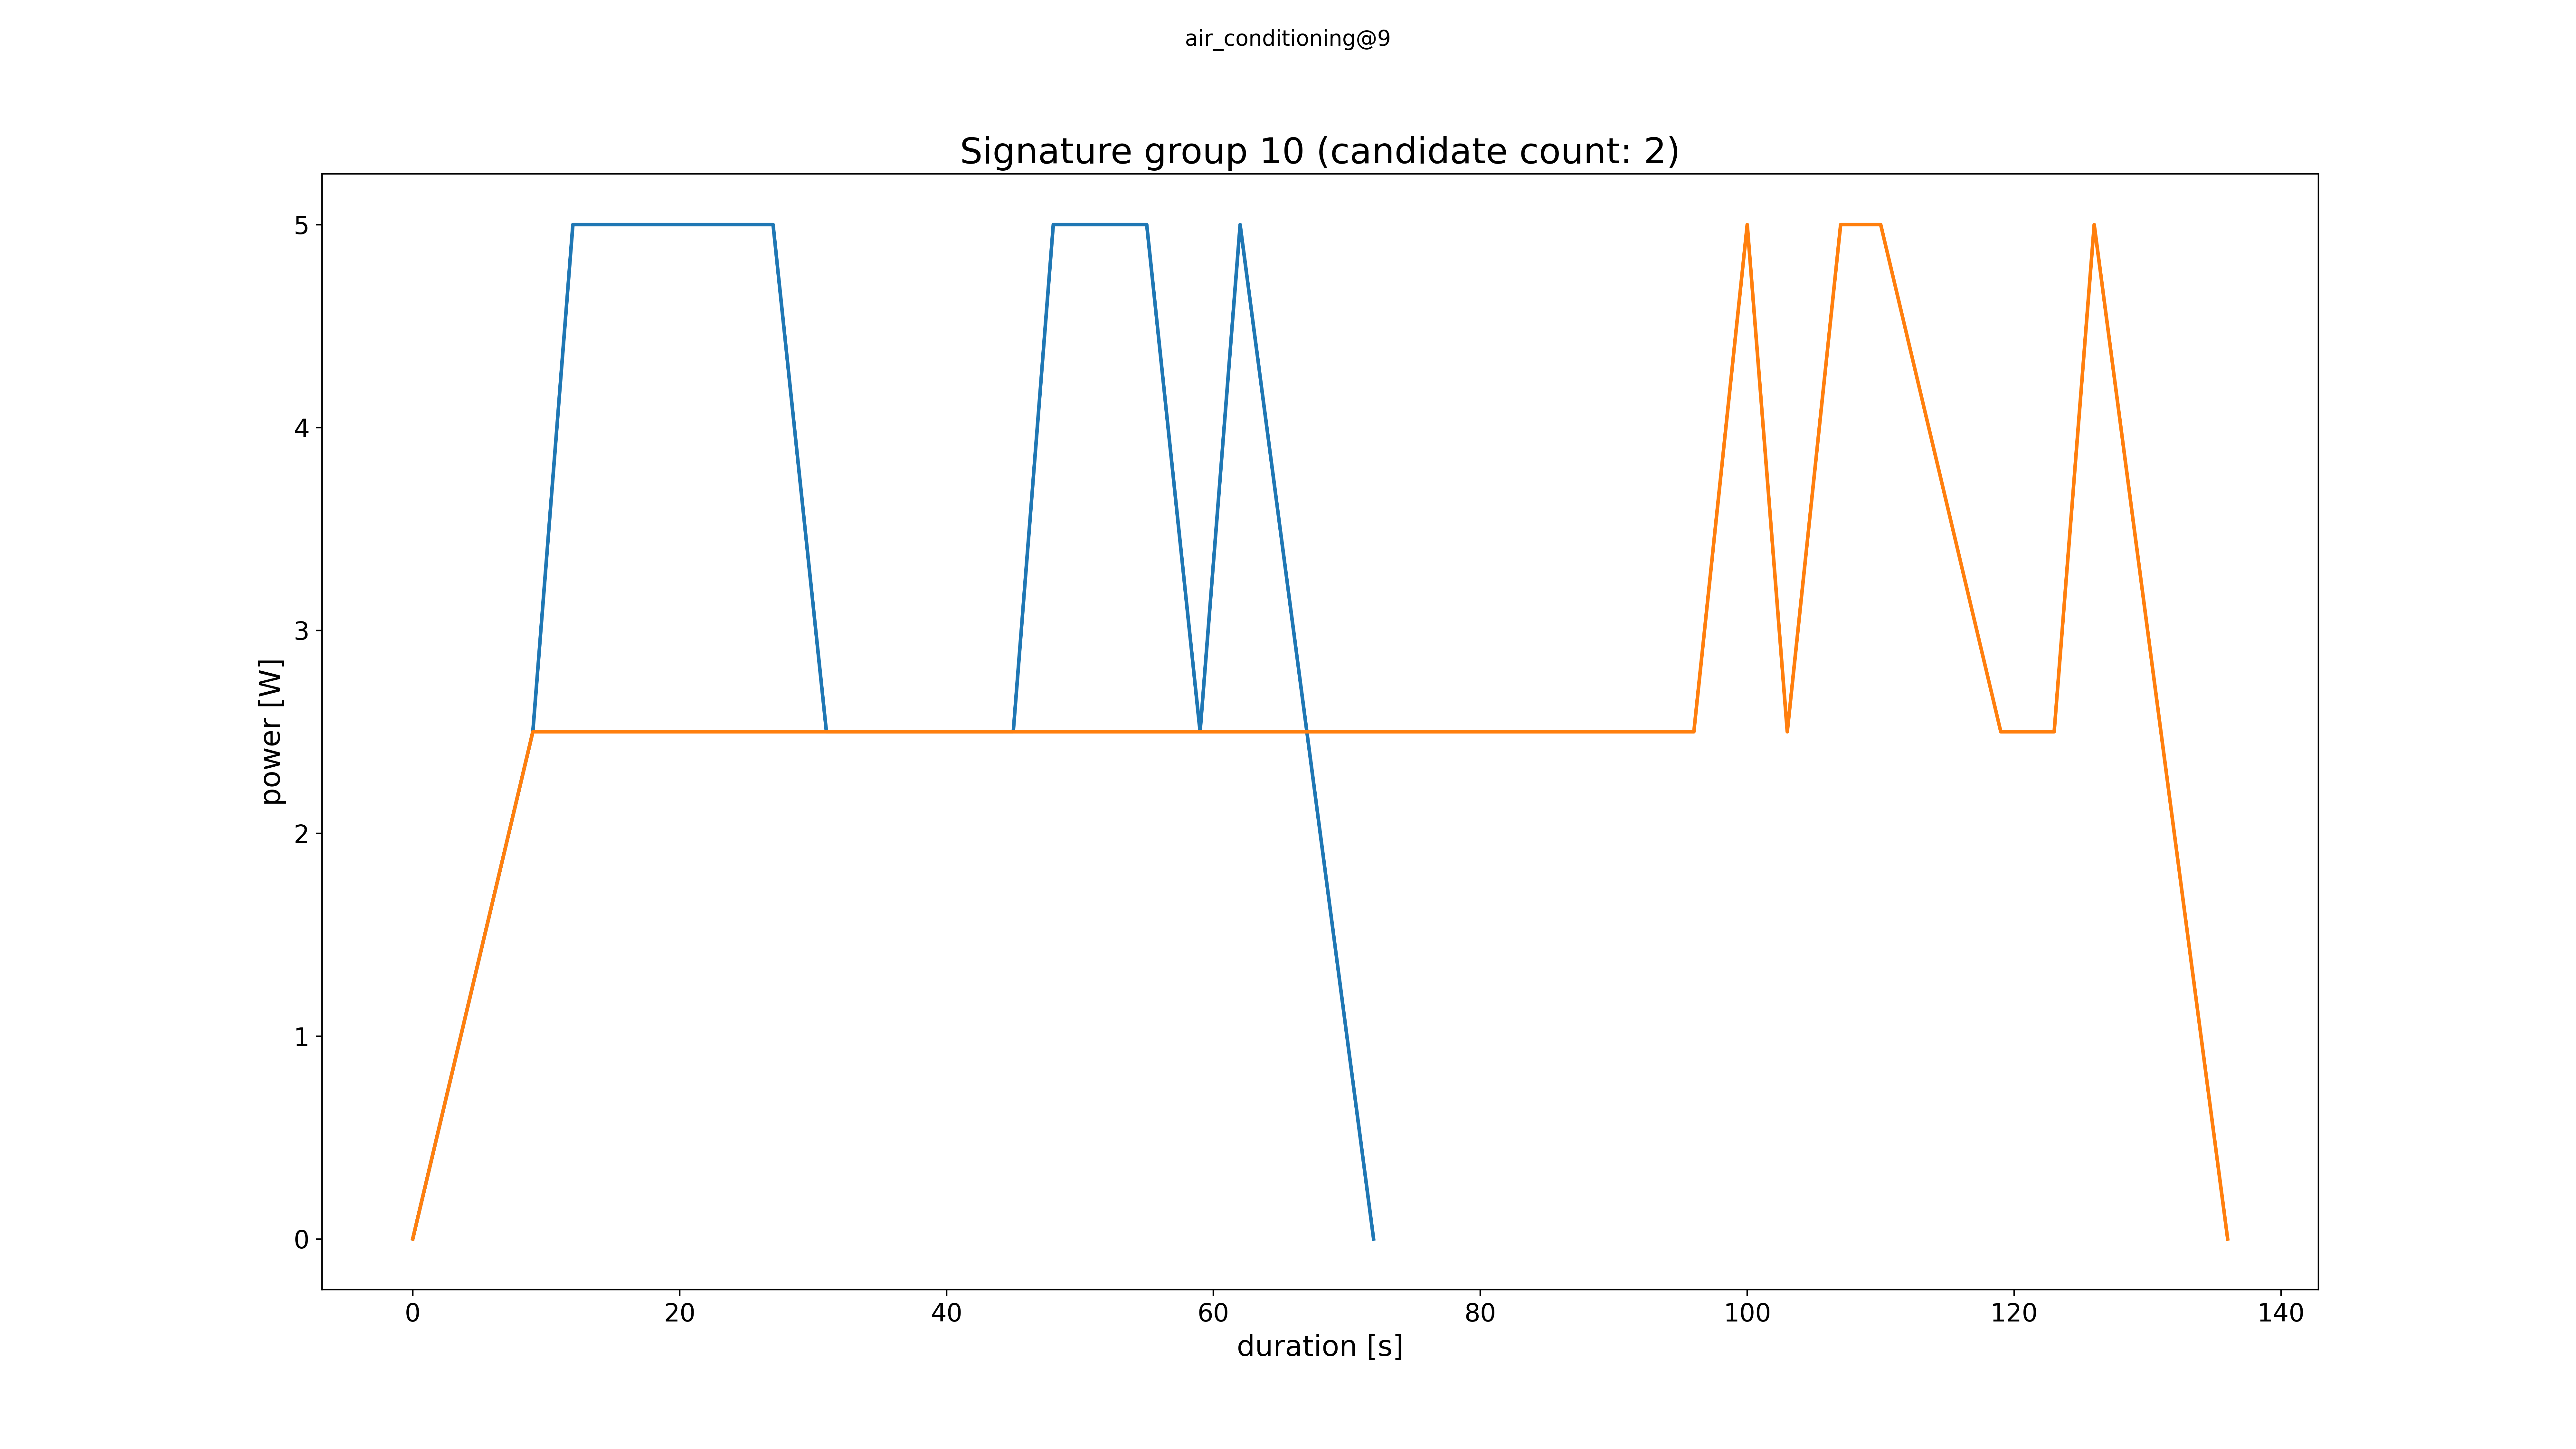 air_conditioning@9
Signature group 10 (candidate count: 2)
power [W]
5
4
3
2
1
0
0 20 40 60 80 100 120 140
duration [s]